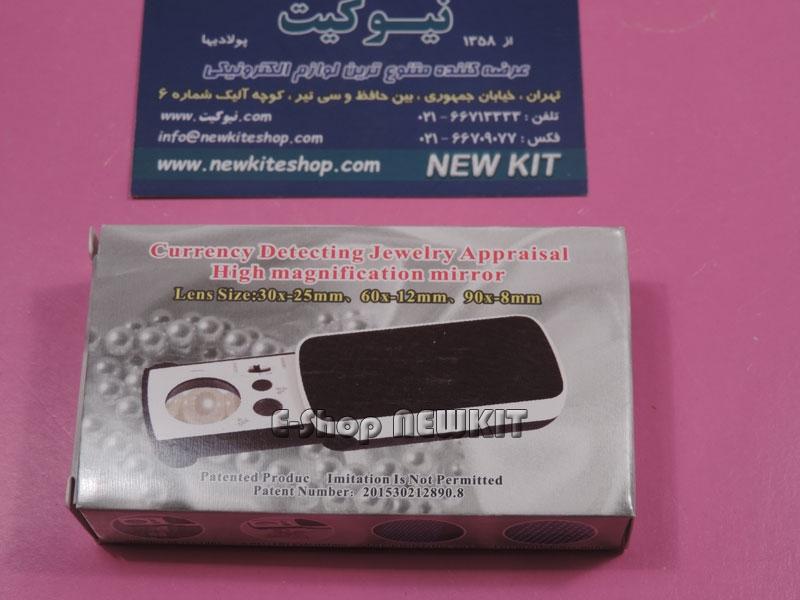 نیوکیت
از ۱۳۵۸ پولادیها
عرضه کننده متنوع ترین لوازم الکترونیکی
تهران، خیابان جمهوری، بین حافظ و سی تیر، کوچه آلیک شماره ۶
تلفن : ۶۶۷۱۳۳۳۳ - ۰۲۱ www.نیوکیت.com
فکس : ۶۶۷۰۹۰۷۷ - ۰۲۱ info@newkiteshop.com
www.newkiteshop.com NEW KIT
Currency Detecting Jewelry Appraisal
High magnification mirror
Lens Size:30x-25mm、60x-12mm、90x-8mm
E-Shop NEWKIT
Patented Produc Imitation Is Not Permitted
Patent Number: 201530212890.8